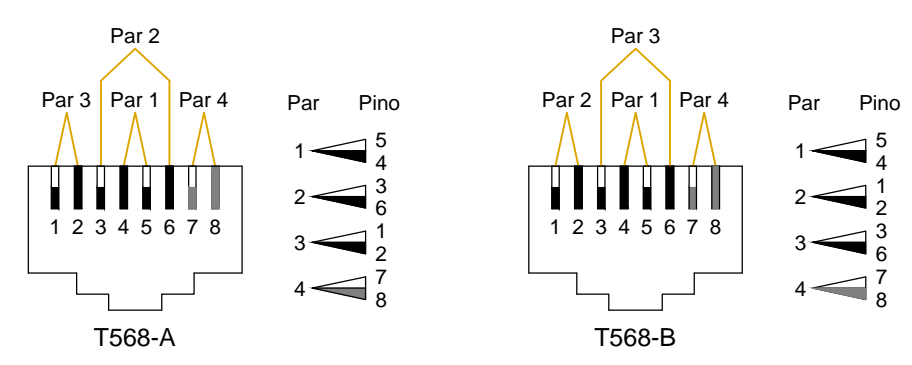 Par 2
Par 3 Par 1 Par 4
1 2 3 4 5 6 7 8
T568-A
Par Pino
1 5 4
2 3 6
3 1 2
4 7 8
Par 3
Par 2 Par 1 Par 4
1 2 3 4 5 6 7 8
T568-B
Par Pino
1 5 4
2 1 2
3 3 6
4 7 8